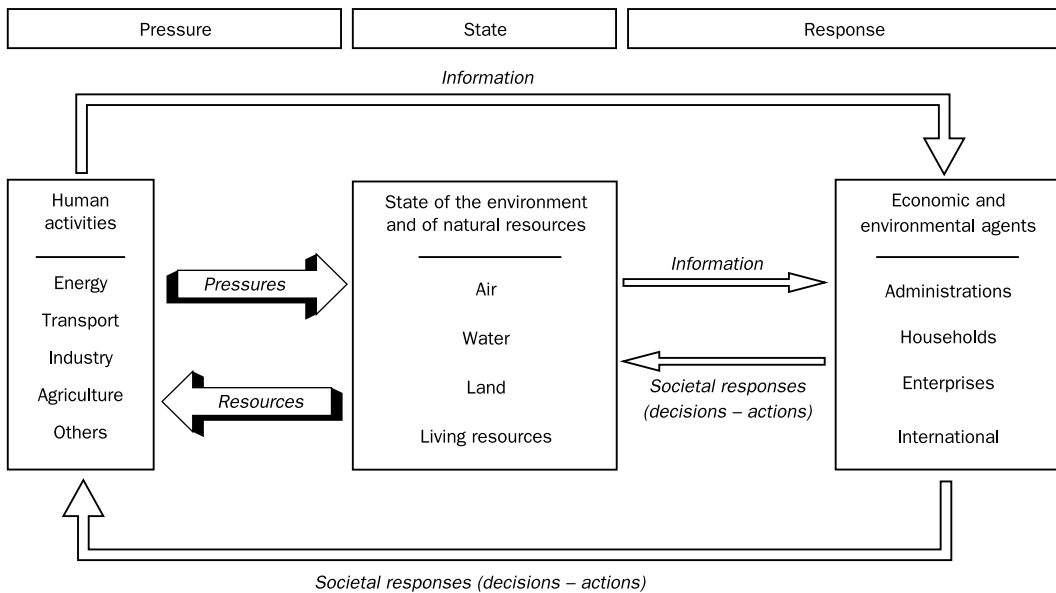 Pressure
State
Response
Information
Human
activities
Energy
Transport
Industry
Agriculture
Others
Pressures
Resources
State of the environment
and of natural resources
Air
Water
Land
Living resources
Information
Societal responses
(decisions – actions)
Economic and
environmental agents
Administrations
Households
Enterprises
International
Societal responses (decisions – actions)